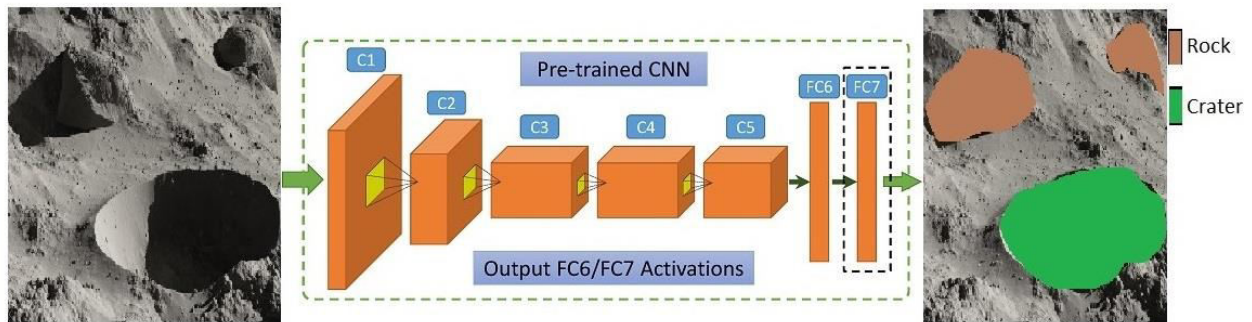 C1
Pre-trained CNN
C2
C3
C4
C5
FC6
FC7
Output FC6/FC7 Activations
Rock
Crater